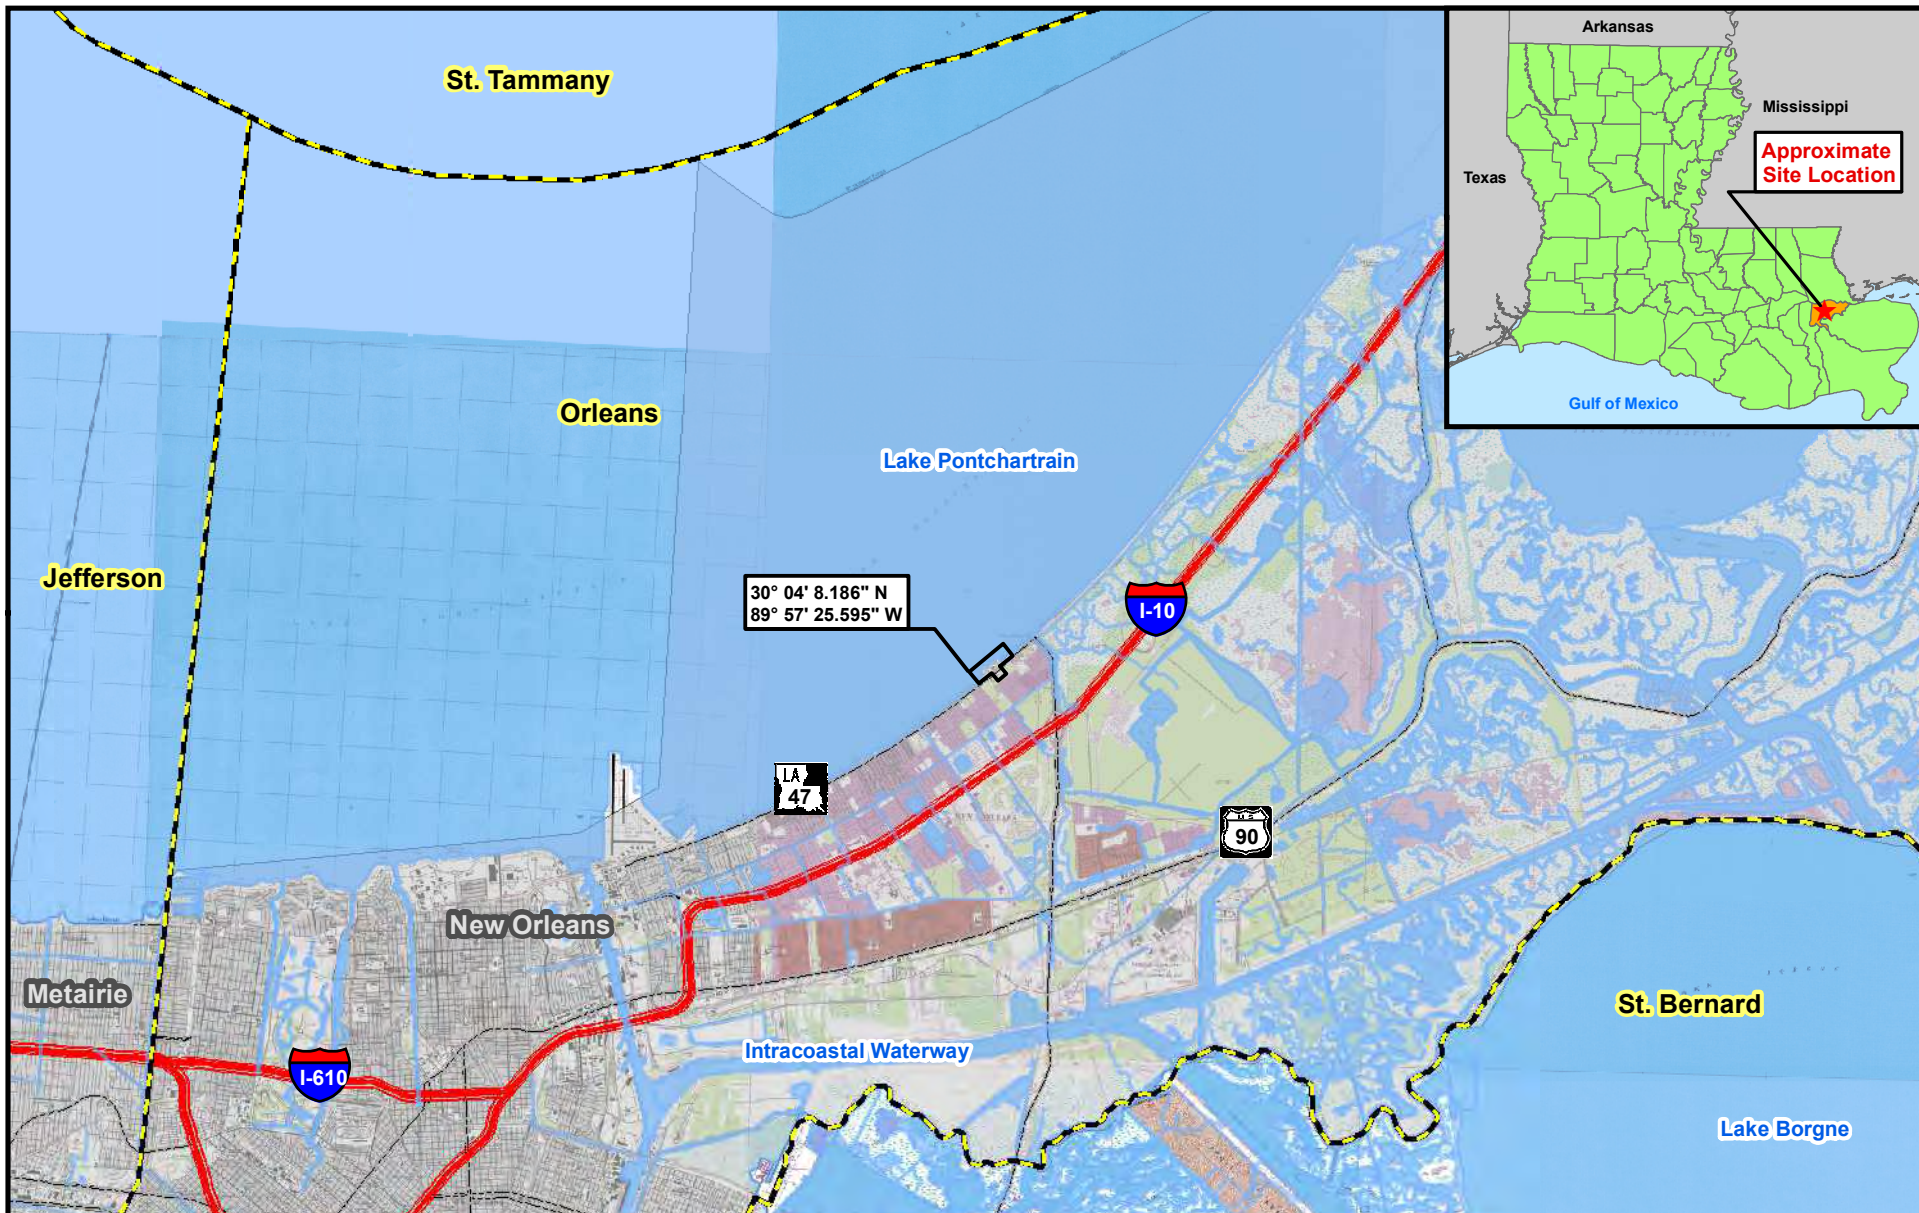 St. Tammany
Arkansas
Mississippi
Approximate
Site Location
Texas
Gulf of Mexico
Orleans
Lake Pontchartrain
Jefferson
30° 04' 8.186" N
89° 57' 25.595" W
I-10
LA
47
90
New Orleans
Metairie
St. Bernard
Intracoastal Waterway
I-610
Lake Borgne